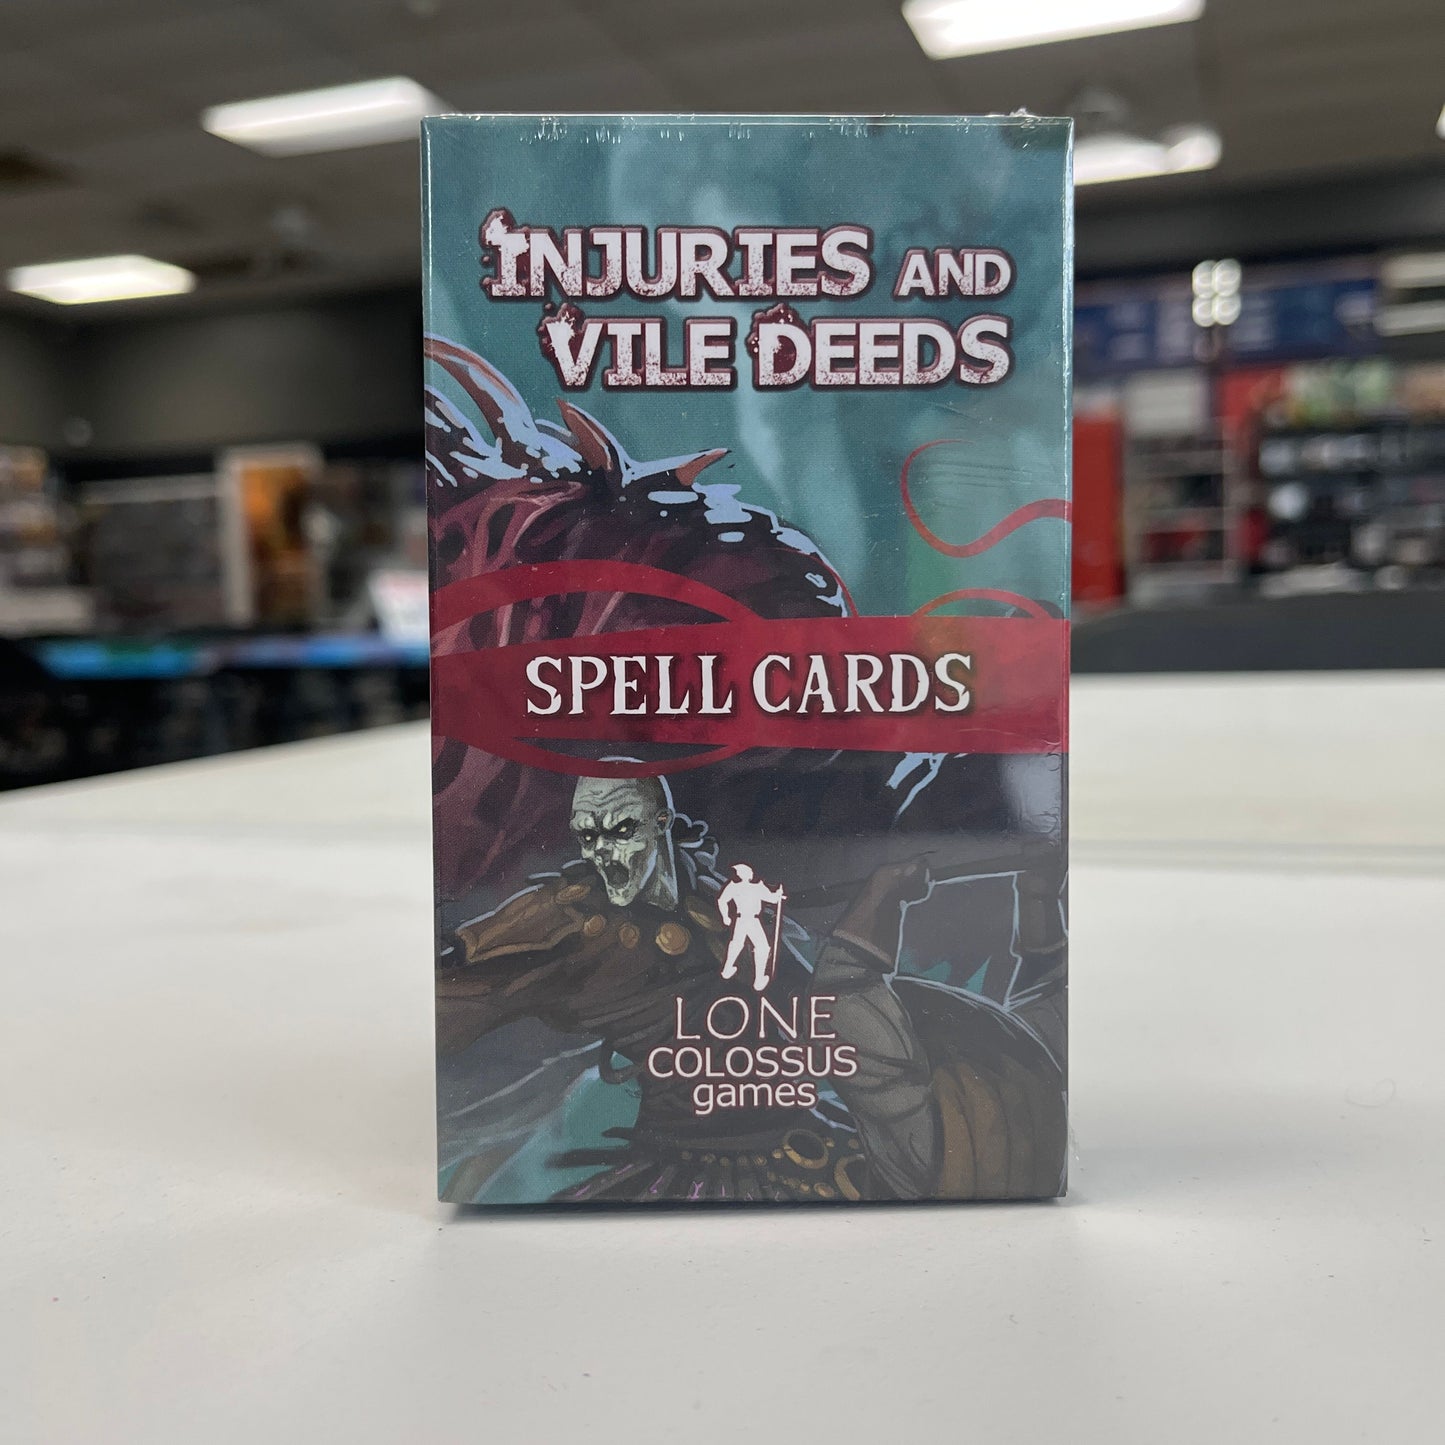 INJURIES AND
VILE DEEDS
SPELL CARDS
LONE
COLOSSUS
games